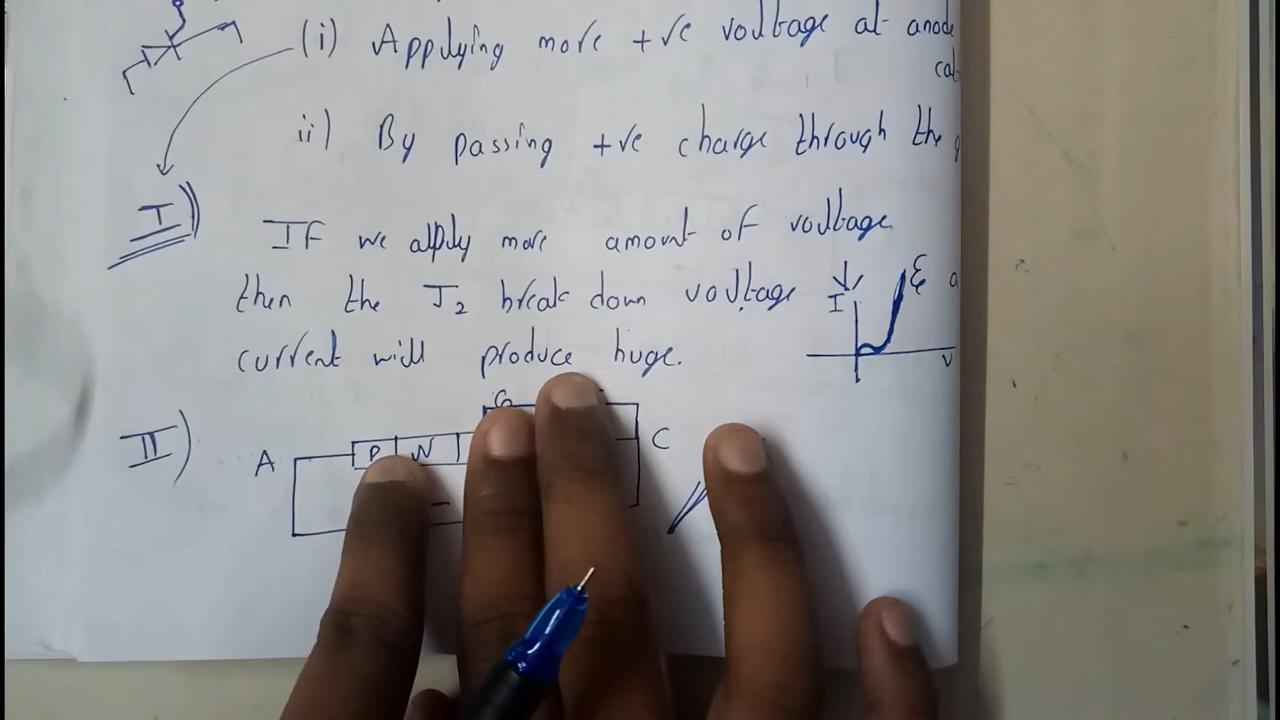 (i) Applying more +ve voltage at anode
ii) By passing +ve charge through the
I) IF we apply more amount of voltage.
then the J2 break down voltage I &
current will produce huge.
V
G
II) A P N C